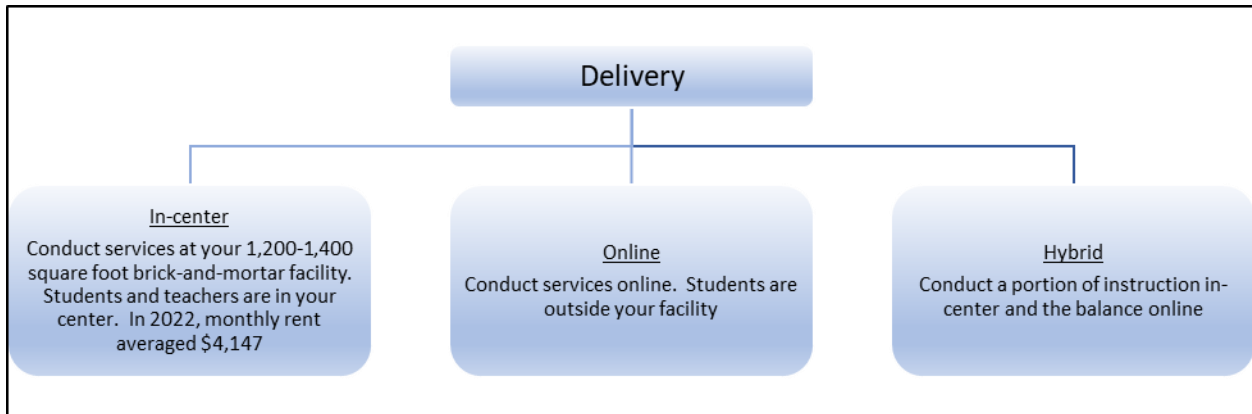 Delivery
In-center
Conduct services at your 1,200-1,400
square foot brick-and-mortar facility.
Students and teachers are in your
center.  In 2022, monthly rent
averaged $4,147
Online
Conduct services online.  Students are
outside your facility
Hybrid
Conduct a portion of instruction in-
center and the balance online